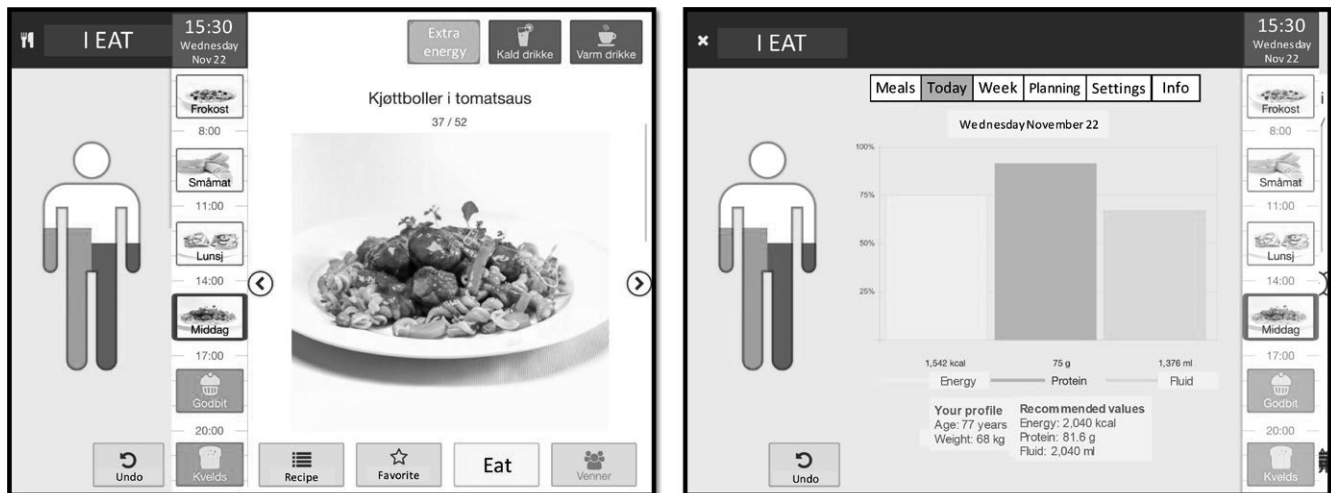 I EAT
15:30
Wednesday
Nov 22
Extra
energy
Kald drikke
Varm drikke
Frokost
8:00
Småmat
11:00
Lunsj
14:00
Middag
17:00
Godbit
20:00
Kvelds
Kjøttboller i tomatsaus
37 / 52
Undo
Recipe
Favorite
Eat
Venner
I EAT
15:30
Wednesday
Nov 22
Meals Today Week Planning Settings Info
Wednesday November 22
100%
75%
50%
25%
1,542 kcal 75 g 1,376 ml
Energy Protein Fluid
Your profile
Age: 77 years
Weight: 68 kg
Recommended values
Energy: 2,040 kcal
Protein: 81.6 g
Fluid: 2,040 ml
Undo
Frokost
8:00
Småmat
11:00
Lunsj
14:00
Middag
17:00
Godbit
20:00
Kvelds